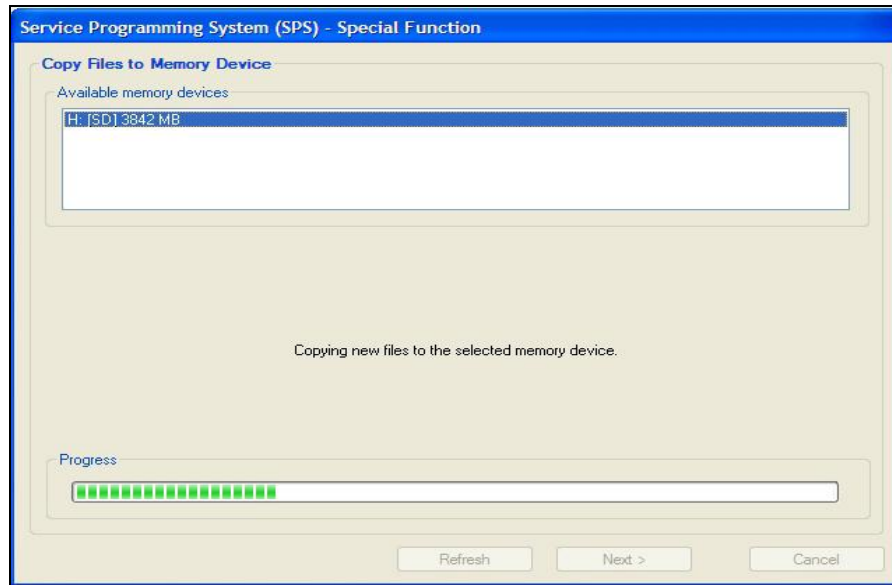 Service Programming System (SPS) - Special Function
Copy Files to Memory Device
Available memory devices
H: [SD] 3842 MB
Copying new files to the selected memory device.
Progress
Refresh
Next >
Cancel